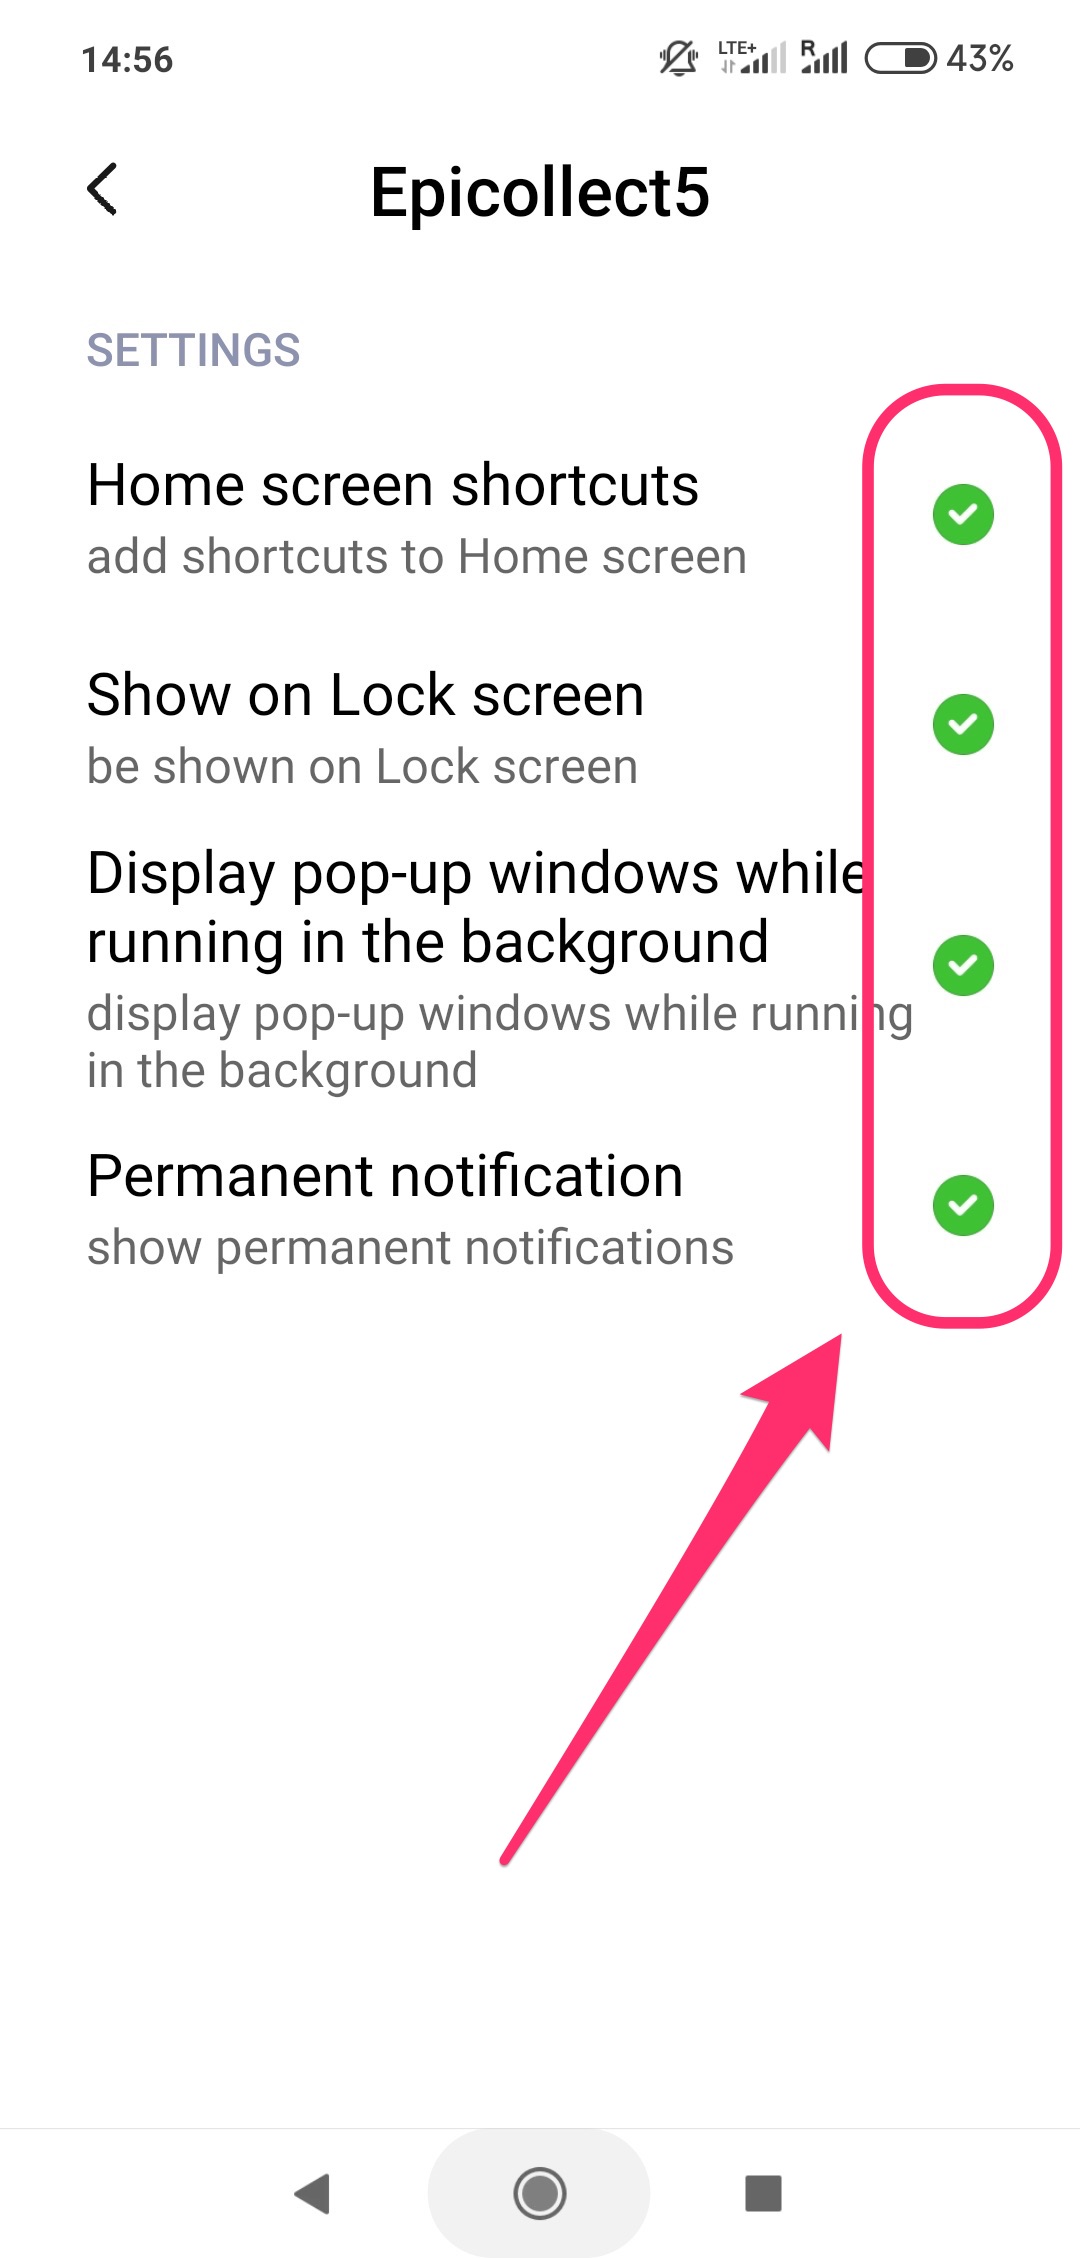 14:56 LTE+ R 43%
Epicollect5
SETTINGS
Home screen shortcuts
add shortcuts to Home screen
Show on Lock screen
be shown on Lock screen
Display pop-up windows while
running in the background
display pop-up windows while running
in the background
Permanent notification
show permanent notifications